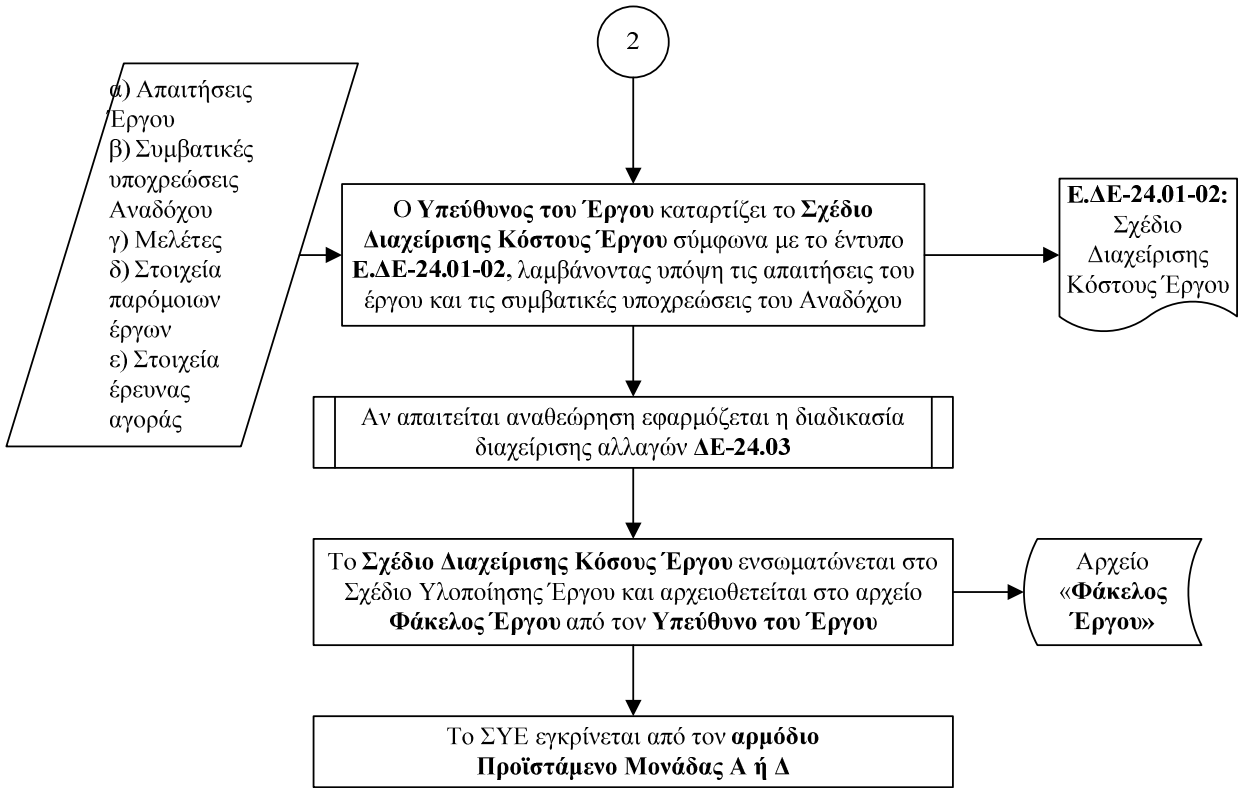 2
α) Απαιτήσεις
Έργου
β) Συμβατικές
υποχρεώσεις
Αναδόχου
γ) Μελέτες
δ) Στοιχεία
παρόμοιων
έργων
ε) Στοιχεία
έρευνας
αγοράς
Ο Υπεύθυνος του Έργου καταρτίζει το Σχέδιο
Διαχείρισης Κόστους Έργου σύμφωνα με το έντυπο
Ε.ΔΕ-24.01-02, λαμβάνοντας υπόψη τις απαιτήσεις του
έργου και τις συμβατικές υποχρεώσεις του Αναδόχου
Ε.ΔΕ-24.01-02:
Σχέδιο
Διαχείρισης
Κόστους Έργου
Αν απαιτείται αναθεώρηση εφαρμόζεται η διαδικασία
διαχείρισης αλλαγών ΔΕ-24.03
Το Σχέδιο Διαχείρισης Κόσους Έργου ενσωματώνεται στο
Σχέδιο Υλοποίησης Έργου και αρχειοθετείται στο αρχείο
Φάκελος Έργου από τον Υπεύθυνο του Έργου
Αρχείο
«Φάκελος
Έργου»
Το ΣΥΕ εγκρίνεται από τον αρμόδιο
Προϊστάμενο Μονάδας Α ή Δ